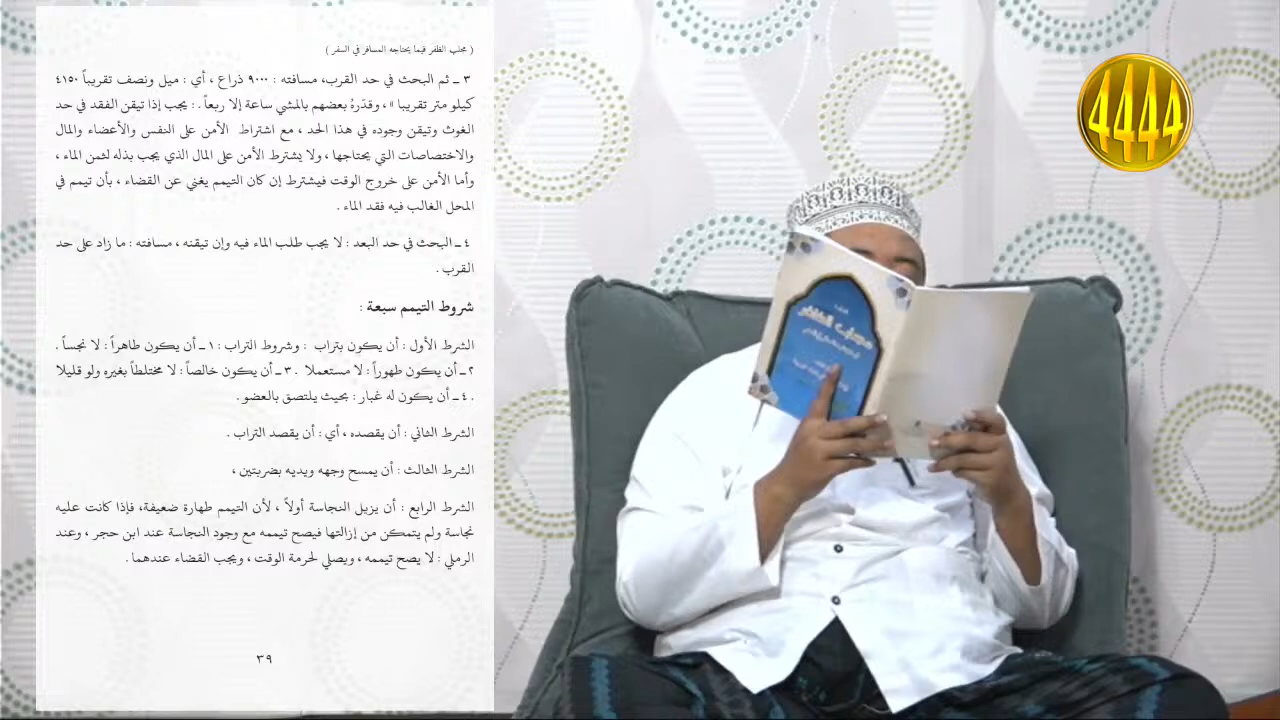 ( مجلب الظفر فيما يحتاجه المسافر في السفر )
٣ ـ ثم البحث في حد القرب، مسافته : ٩٠٠٠ ذراع ، أي : ميل ونصف تقريباً ٤١٥٠
كيلو متر تقريبا »، وقدّرهُ بعضهم بالمشي ساعة إلا ربعاً . : يجب إذا تيقن الفقد في حد
الغوث وتيقن وجوده في هذا الحد ، مع اشتراط الأمن على النفس والأعضاء والمال
والاختصاصات التي يحتاجها ، ولا يشترط الأمن على المال الذي يجب بذله لثمن الماء ،
وأما الأمن على خروج الوقت فيشترط إن كان التيمم يغني عن القضاء ، بأن تيمم في
المحل الغالب فيه فقد الماء .
٤ ـ البحث في حد البعد : لا يجب طلب الماء فيه وإن تيقنه ، مسافته : ما زاد على حد
القرب .
شروط التيمم سبعة :
الشرط الأول : أن يكون بتراب : وشروط التراب : ١ ـ أن يكون طاهراً : لا نجساً .
٢ ـ أن يكون طهوراً : لا مستعملا . ٣ ـ أن يكون خالصاً : لا مختلطاً بغيره ولو قليلا
. ٤ ـ أن يكون له غبار : بحيث يلتصق بالعضو .
الشرط الثاني : أن يقصده ، أي : أن يقصد التراب .
الشرط الثالث : أن يمسح وجهه ويديه بضربتين ،
الشرط الرابع : أن يزيل النجاسة أولاً ، لأن التيمم طهارة ضعيفة، فإذا كانت عليه
نجاسة ولم يتمكن من إزالتها فيصح تيممه مع وجود النجاسة عند ابن حجر ، وعند
الرملي : لا يصح تيممه ، ويصلي لحرمة الوقت ، ويجب القضاء عندهما .
٣٩
4444